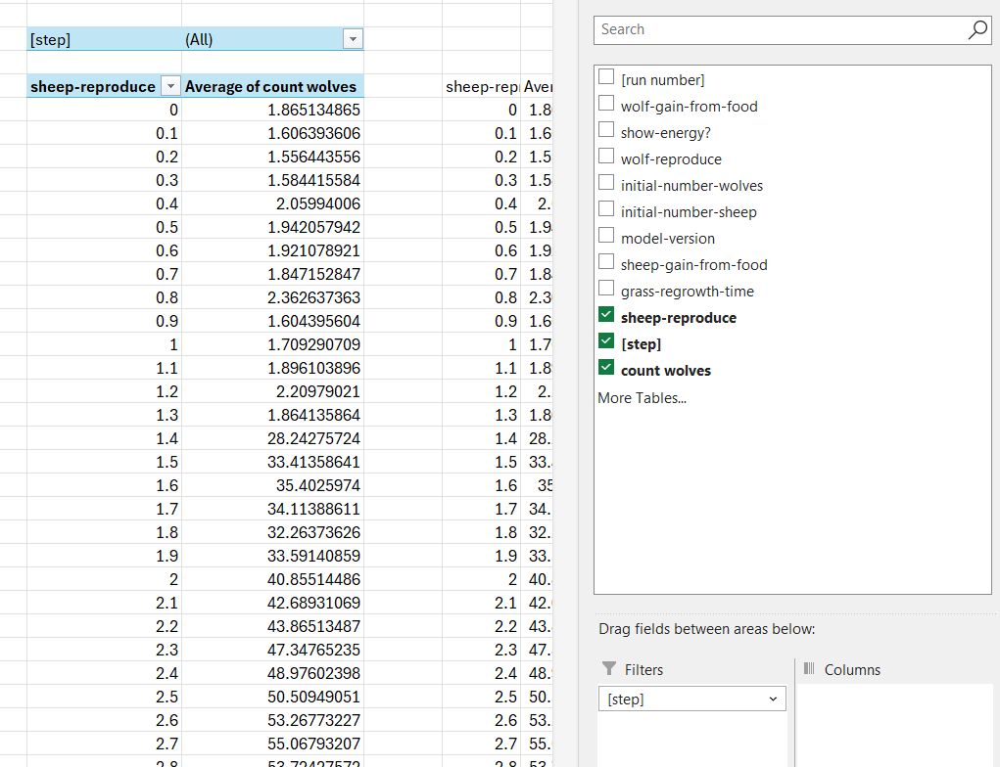 [step] (All)
sheep-reproduce Average of count wolves sheep-repr Aver
0 1.865134865 0 1.8
0.1 1.606393606 0.1 1.6
0.2 1.556443556 0.2 1.5
0.3 1.584415584 0.3 1.5
0.4 2.05994006 0.4 2.
0.5 1.942057942 0.5 1.9
0.6 1.921078921 0.6 1.9
0.7 1.847152847 0.7 1.8
0.8 2.362637363 0.8 2.3
0.9 1.604395604 0.9 1.6
1 1.709290709 1 1.7
1.1 1.896103896 1.1 1.8
1.2 2.20979021 1.2 2.
1.3 1.864135864 1.3 1.8
1.4 28.24275724 1.4 28.
1.5 33.41358641 1.5 33.
1.6 35.4025974 1.6 35
1.7 34.11388611 1.7 34.
1.8 32.26373626 1.8 32.
1.9 33.59140859 1.9 33.
2 40.85514486 2 40.
2.1 42.68931069 2.1 42.
2.2 43.86513487 2.2 43.
2.3 47.34765235 2.3 47.
2.4 48.97602398 2.4 48.
2.5 50.50949051 2.5 50.
2.6 53.26773227 2.6 53.
2.7 55.06793207 2.7 55.
2.8 53.72427572 2.8 53.
Search
[run number]
wolf-gain-from-food
show-energy?
wolf-reproduce
initial-number-wolves
initial-number-sheep
model-version
sheep-gain-from-food
grass-regrowth-time
sheep-reproduce
[step]
count wolves
More Tables...
Drag fields between areas below:
Filters Columns
[step]